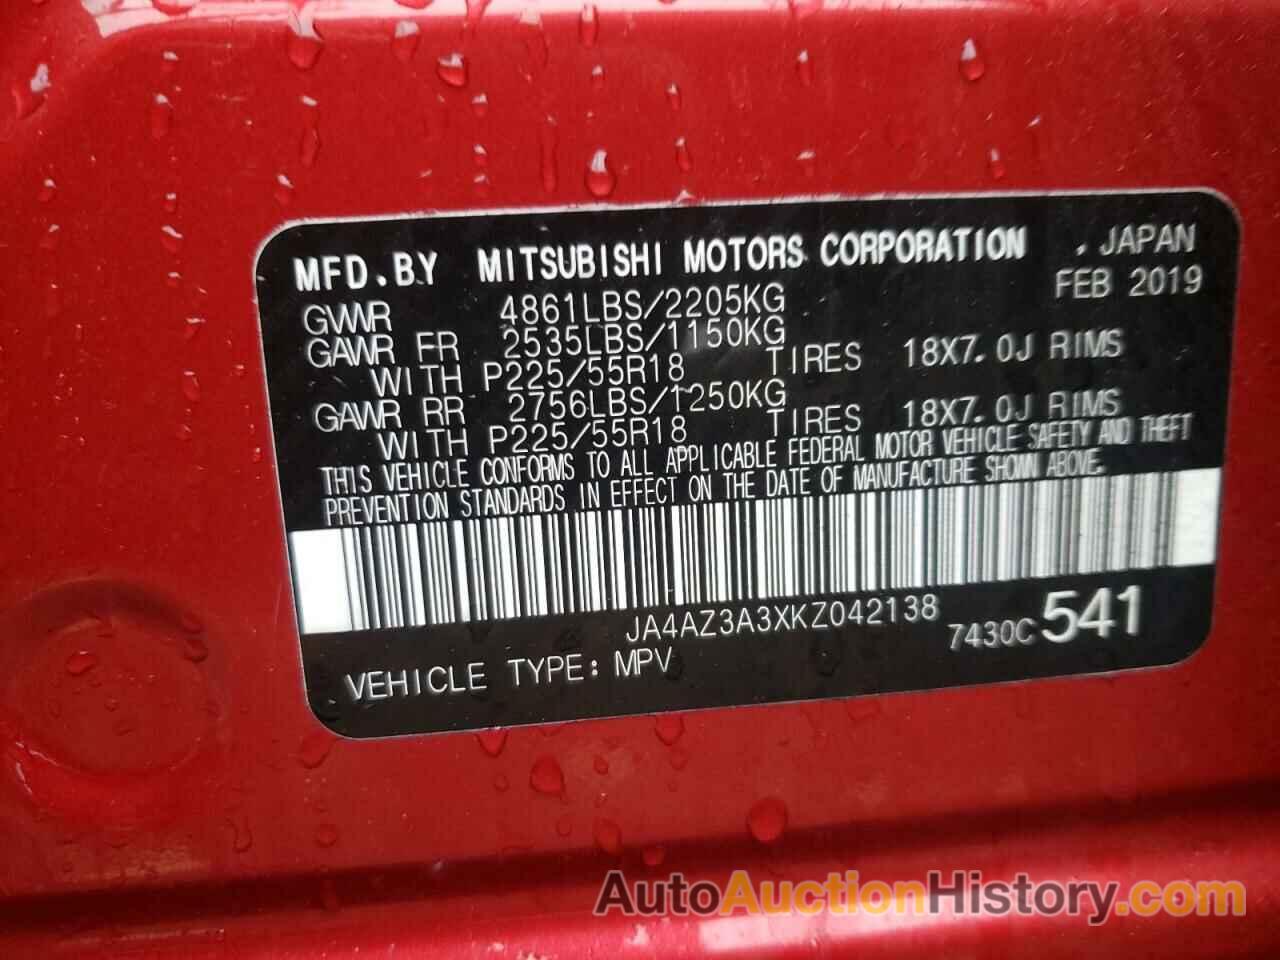 MFD.BY MITSUBISHI MOTORS CORPORATION , JAPAN
FEB 2019
GVWR 4861LBS/2205KG
GAWR FR 2535LBS/1150KG
WITH P225/55R18 TIRES 18X7.0J RIMS
GAWR RR 2756LBS/1250KG
WITH P225/55R18 TIRES 18X7.0J RIMS
THIS VEHICLE CONFORMS TO ALL APPLICABLE FEDERAL MOTOR VEHICLE SAFETY AND THEFT
PREVENTION STANDARDS IN EFFECT ON THE DATE OF MANUFACTURE SHOWN ABOVE.
JA4AZ3A3XKZ042138 7430C541
VEHICLE TYPE: MPV
AutoAuctionHistory.com